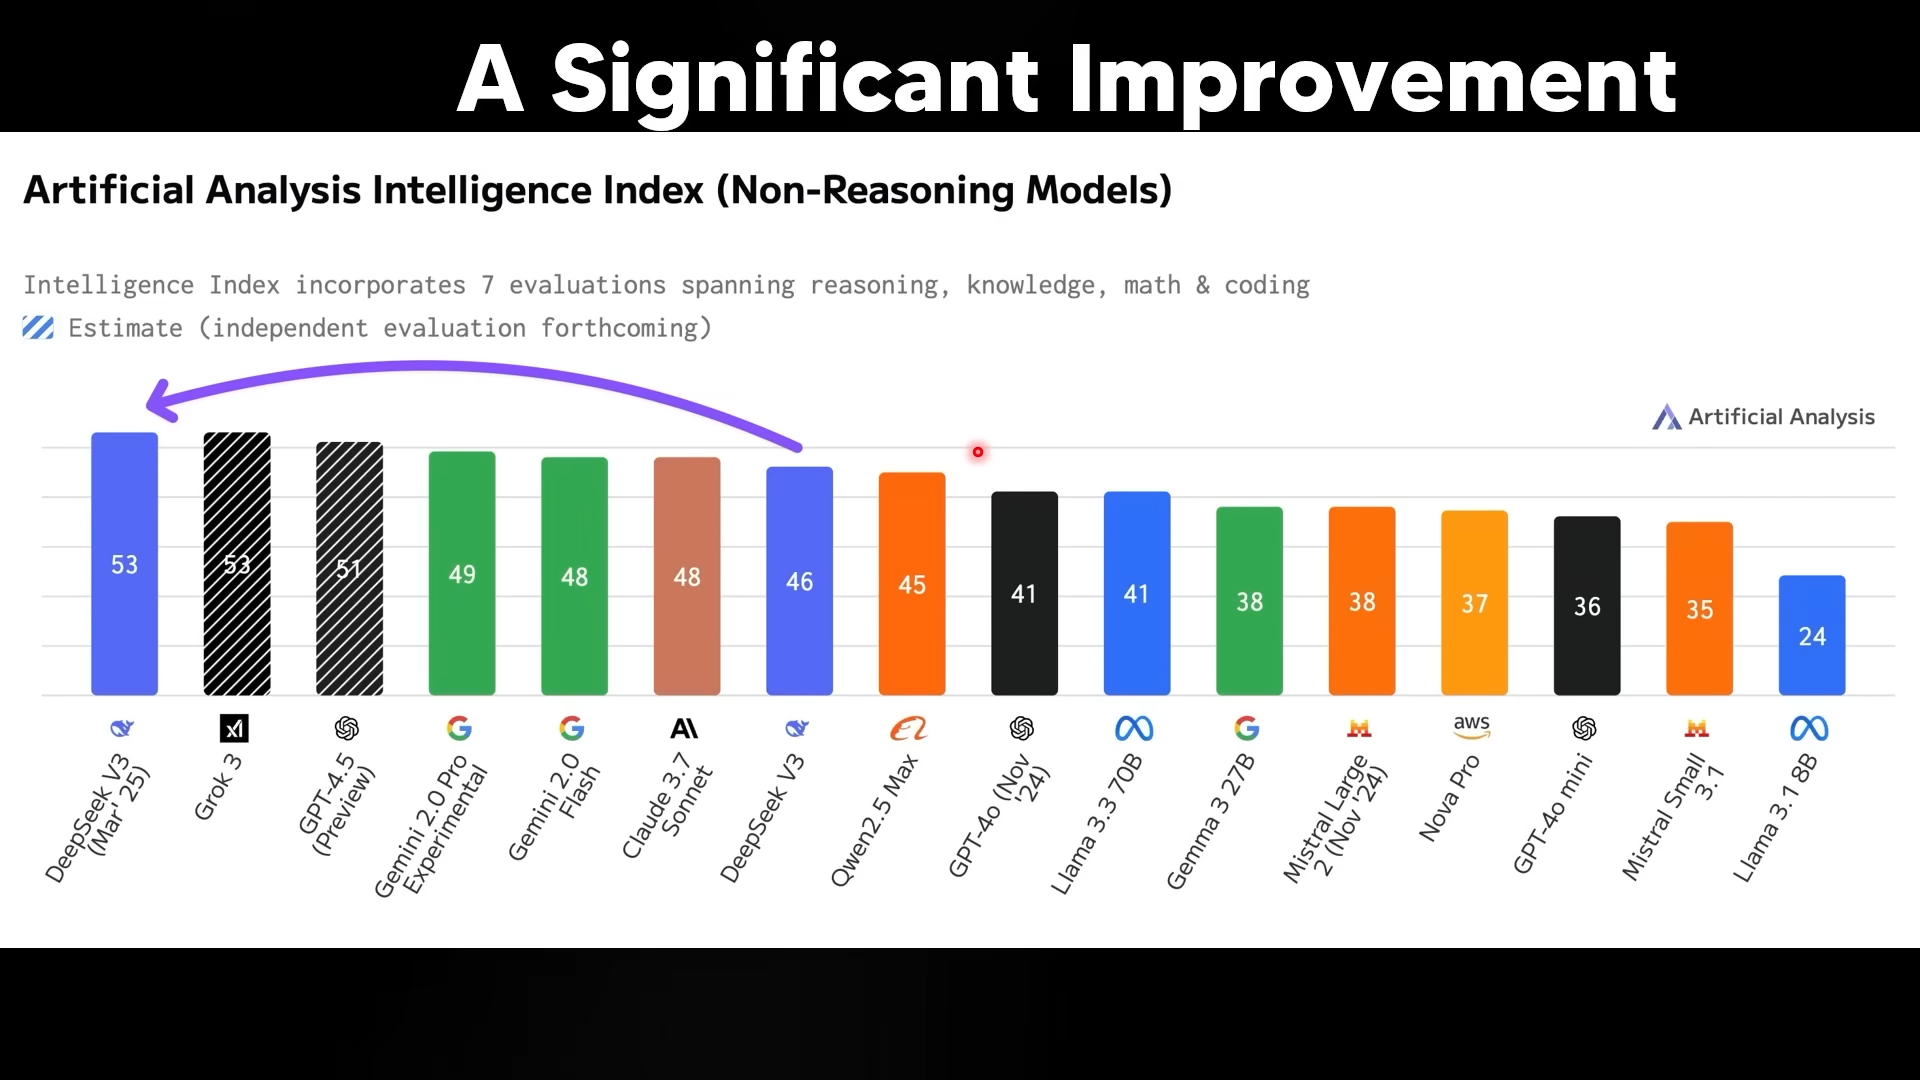 A Significant Improvement
Artificial Analysis Intelligence Index (Non-Reasoning Models)
Intelligence Index incorporates 7 evaluations spanning reasoning, knowledge, math & coding
Estimate (independent evaluation forthcoming)
Artificial Analysis
53
53
51
49
48
48
46
45
41
41
38
38
37
36
35
24
xI
A\
aws
DeepSeek V3
(Mar' 25)
Grok 3
GPT-4.5
(Preview)
Gemini 2.0 Pro
Experimental
Gemini 2.0
Flash
Claude 3.7
Sonnet
DeepSeek V3
Qwen2.5 Max
GPT-4o (Nov
'24)
Llama 3.3 70B
Gemma 3 27B
Mistral Large
2 (Nov '24)
Nova Pro
GPT-4o mini
Mistral Small
3.1
Llama 3.1 8B